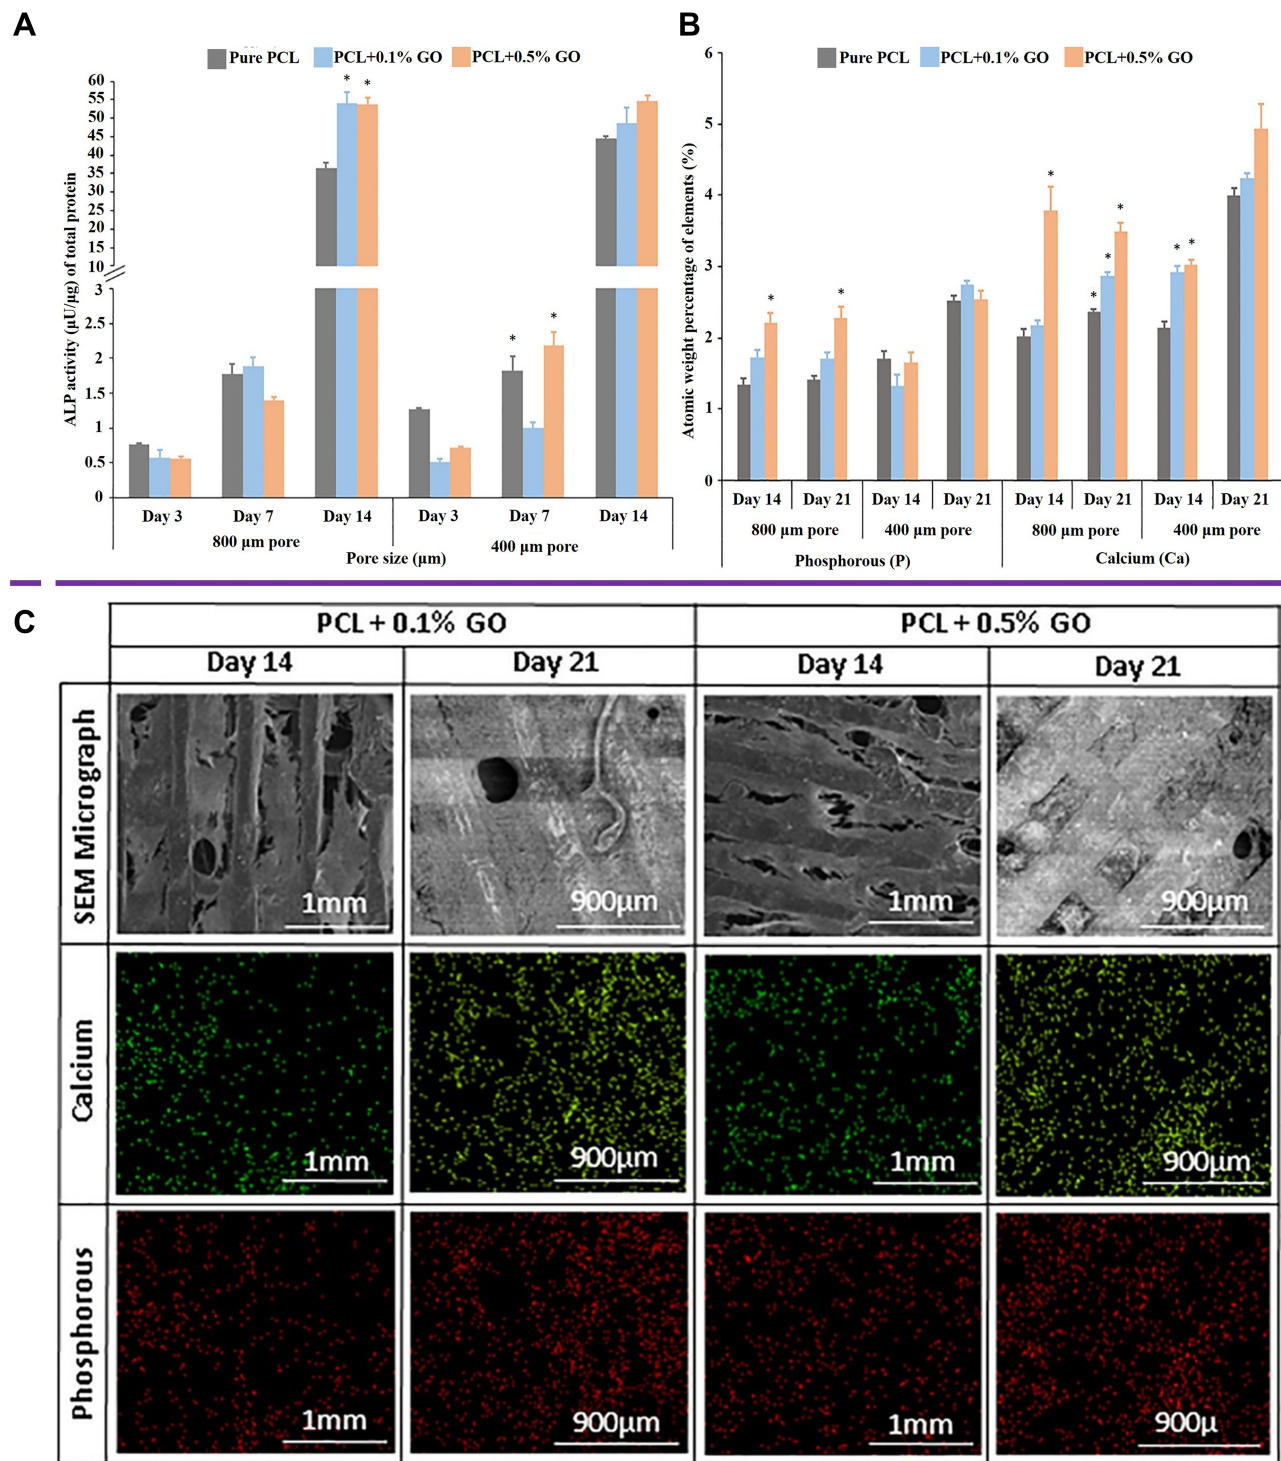 A
Pure PCL PCL+0.1% GO PCL+0.5% GO
ALP activity (µU/µg) of total protein
60
55
50
45
40
35
30
25
20
15
10
3
2.5
2
1.5
1
0.5
0
* *
* *
Day 3 Day 7 Day 14 Day 3 Day 7 Day 14
800 µm pore 400 µm pore
Pore size (µm)
B
Pure PCL PCL+0.1% GO PCL+0.5% GO
Atomic weight percentage of elements (%)
6
5
4
3
2
1
0
* * * * * * * *
Day 14 Day 21 Day 14 Day 21 Day 14 Day 21 Day 14 Day 21
800 µm pore 400 µm pore 800 µm pore 400 µm pore
Phosphorous (P) Calcium (Ca)
C
PCL + 0.1% GO PCL + 0.5% GO
Day 14 Day 21 Day 14 Day 21
SEM Micrograph
1mm 900µm 1mm 900µm
Calcium
1mm 900µm 1mm 900µm
Phosphorous
1mm 900µm 1mm 900µ